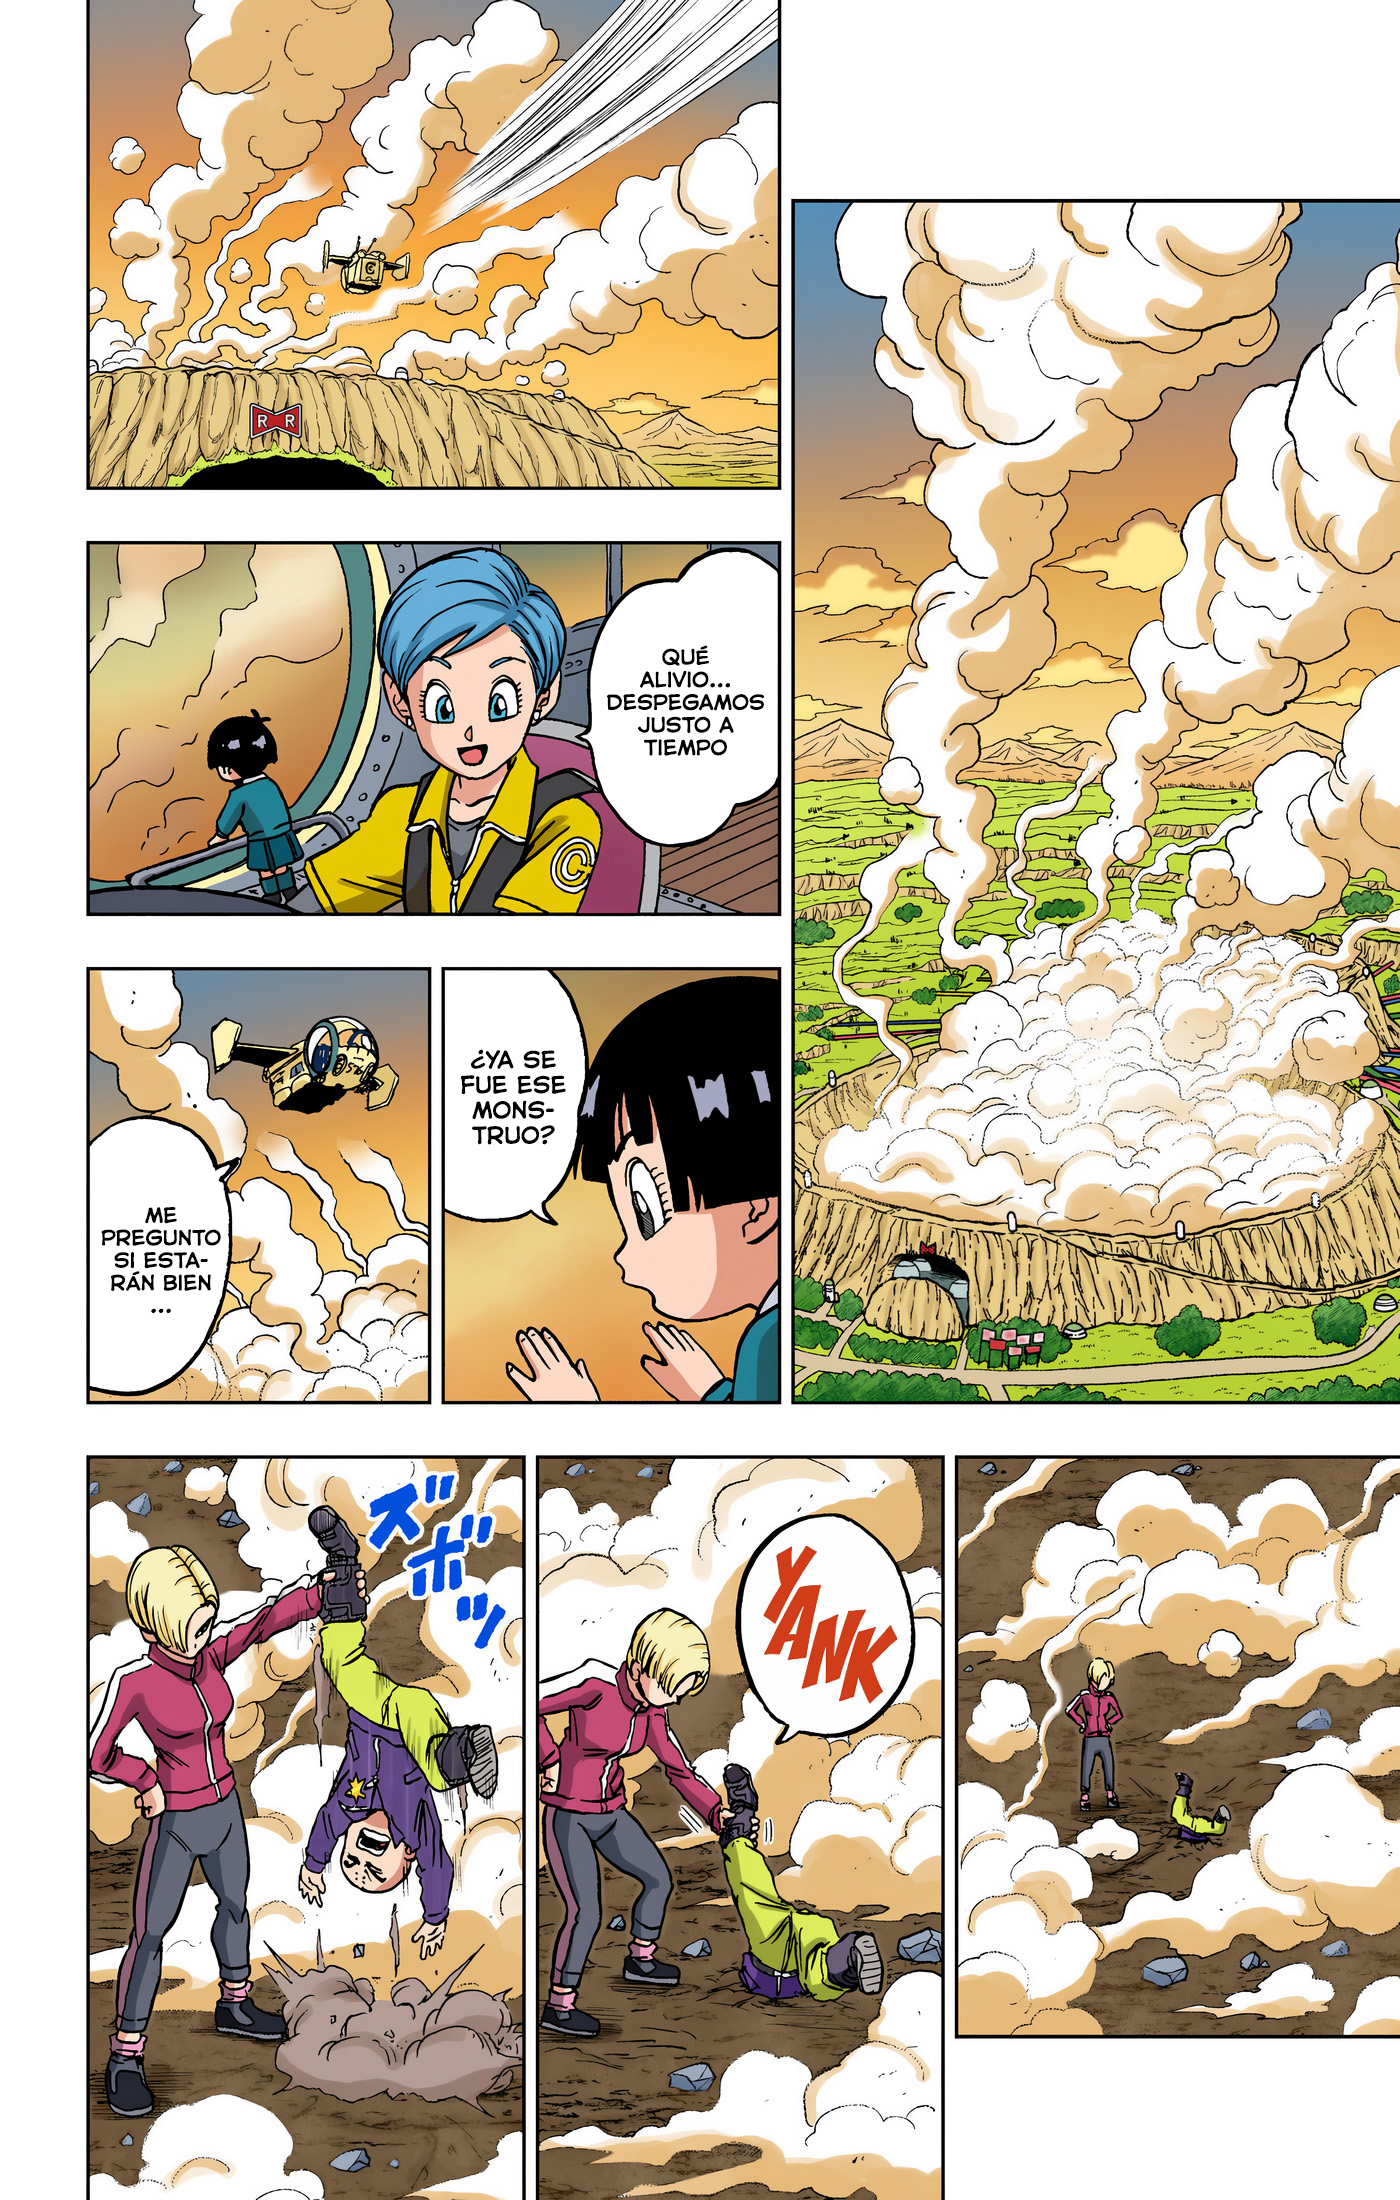 R R
C
QUÉ
ALIVIO...
DESPEGAMOS
JUSTO A
TIEMPO
C
¿YA SE
FUE ESE
MONS-
TRUO?
ME
PREGUNTO
SI ESTA-
RÁN BIEN
...
YANK
ズボッ